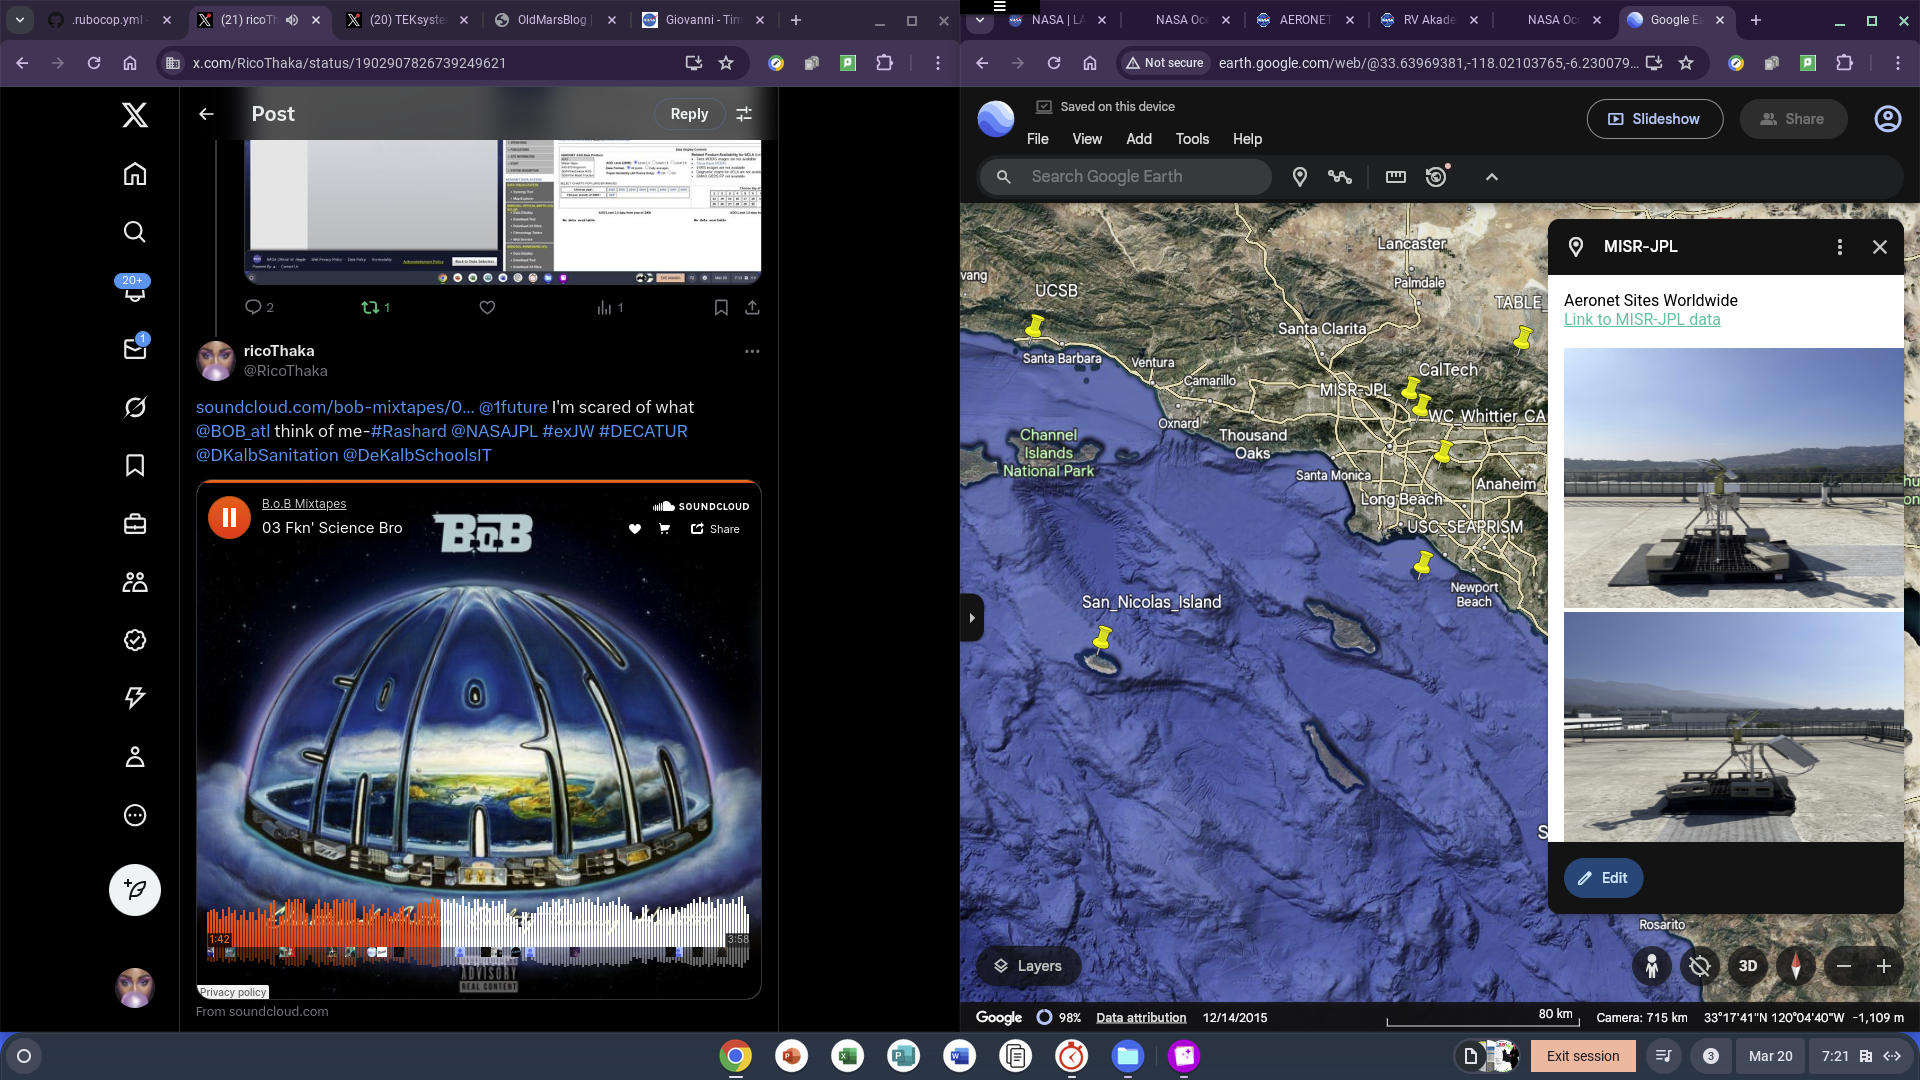 .rubocop.yml -
(21) ricoTh
(20) TEKsyste
OldMarsBlog |
Giovanni - Tim
x.com/RicoThaka/status/1902907826739249621
Post
Reply
20+
1
2
1
1
ricoThaka
@RicoThaka
soundcloud.com/bob-mixtapes/0… @1future I'm scared of what
@BOB_atl think of me-#Rashard @NASAJPL #exJW #DECATUR
@DKalbSanitation @DeKalbSchoolsIT
B.o.B Mixtapes
03 Fkn' Science Bro
SOUNDCLOUD
Share
BoB
1:42
3:58
ADVISORY
REAL CONTENT
Privacy policy
From soundcloud.com
NASA | LA
NASA Oce
AERONET
RV Akade
NASA Oc
Google Ea
Not secure
earth.google.com/web/@33.63969381,-118.02103765,-6.230079...
Saved on this device
File
View
Add
Tools
Help
Slideshow
Share
Search Google Earth
MISR-JPL
Aeronet Sites Worldwide
Link to MISR-JPL data
Edit
vang
UCSB
Lancaster
Palmdale
TABLE_
Santa Clarita
Santa Barbara
Ventura
Camarillo
CalTech
MISR-JPL
WC_Whittier_CA
Oxnard
Thousand
Oaks
Channel
Islands
National Park
Santa Monica
Anaheim
Long Beach
USC_SEAPRISM
Newport
Beach
San_Nicolas_Island
S
Rosarito
Layers
3D
Google
98%
Data attribution
12/14/2015
80 km
Camera: 715 km
33°17'41"N 120°04'40"W
-1,109 m
Exit session
3
Mar 20
7:21